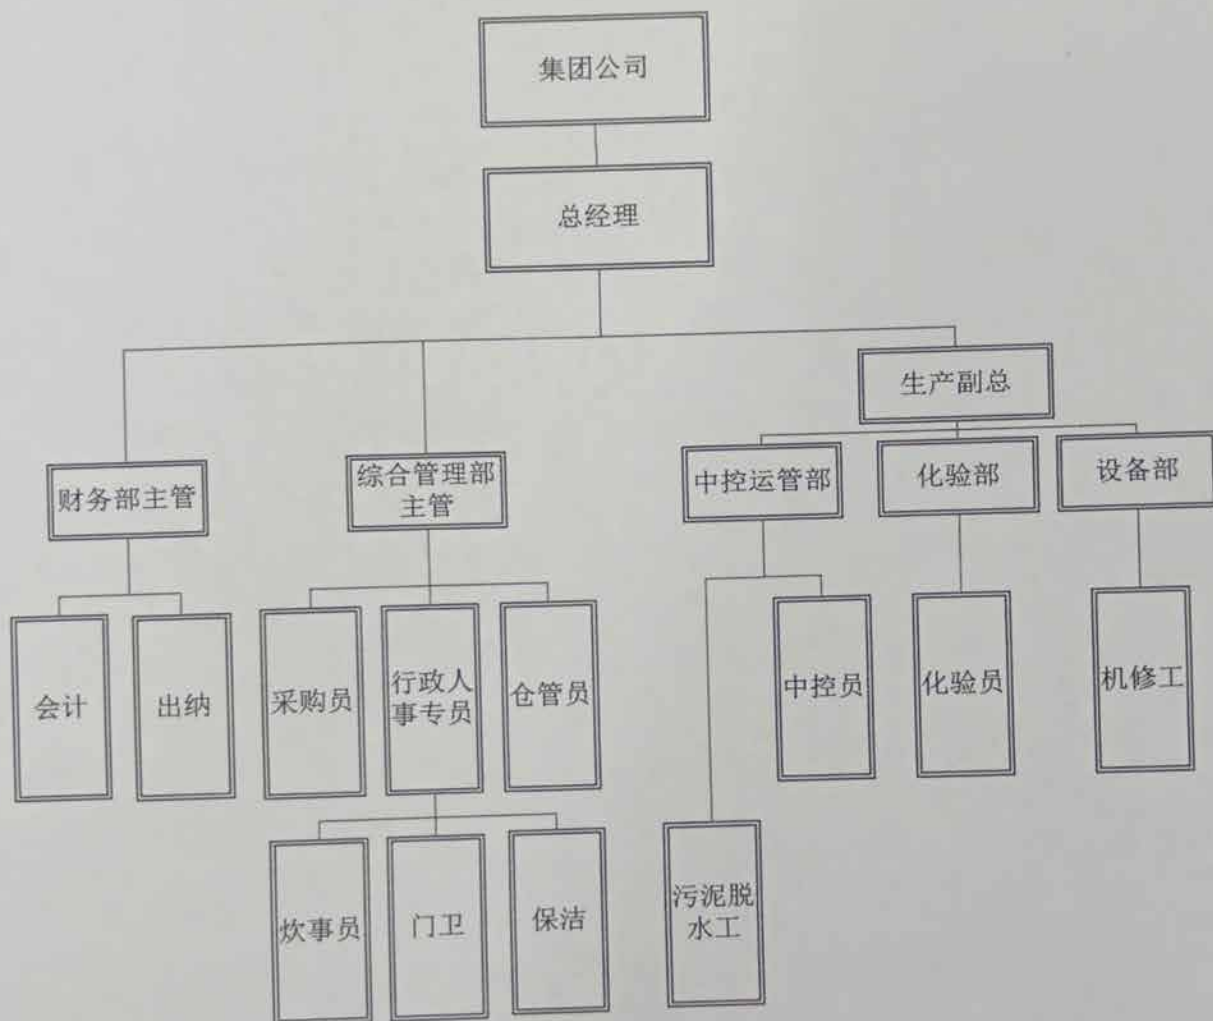 集团公司
总经理
生产副总
财务部主管
综合管理部
主管
中控运管部
化验部
设备部
会计
出纳
采购员
行政人
事专员
仓管员
中控员
化验员
机修工
炊事员
门卫
保洁
污泥脱
水工